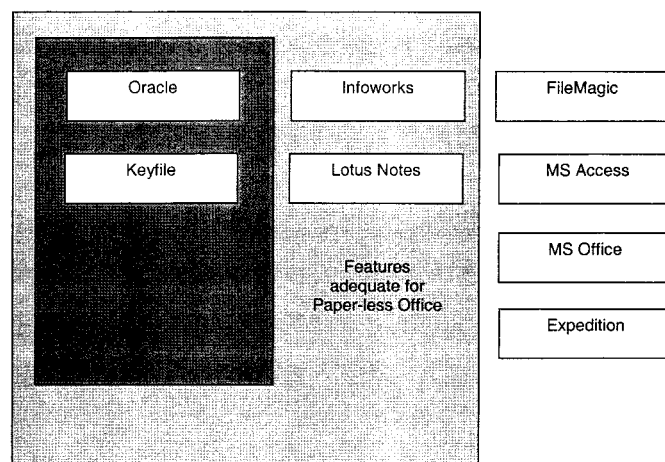 Oracle
Infoworks
FileMagic
Keyfile
Lotus Notes
MS Access
MS Office
Features
adequate for
Paper-less Office
Expedition